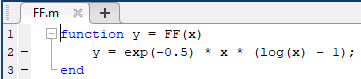 FF.m × +
1 function y = FF(x)
2 – y = exp(-0.5) * x * (log(x) - 1);
3 – end